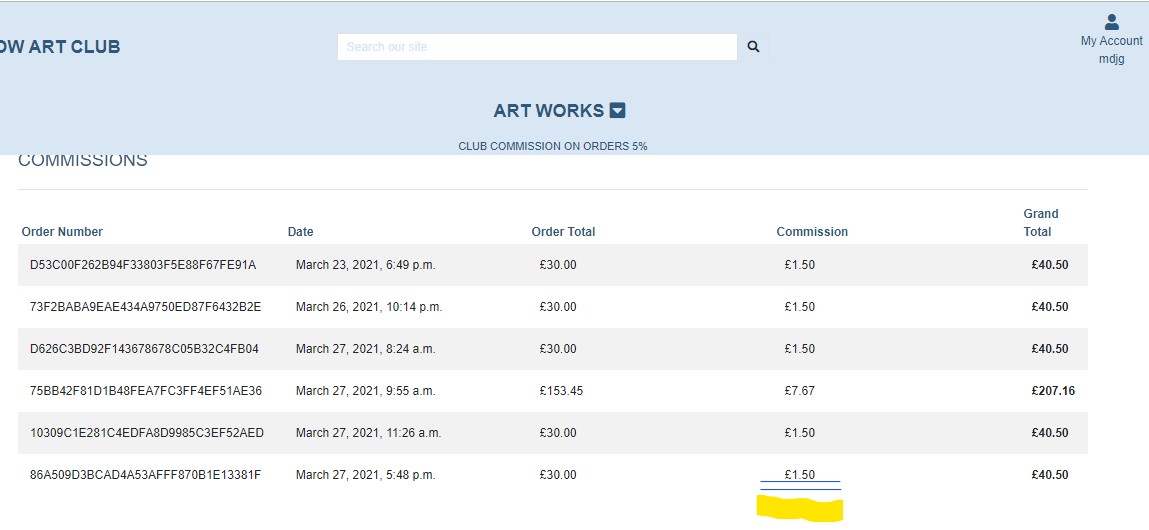 OW ART CLUB
Search our site
My Account
mdjg
ART WORKS
CLUB COMMISSION ON ORDERS 5%
COMMISSIONS
Order Number Date Order Total Commission Grand Total
D53C00F262B94F33803F5E88F67FE91A March 23, 2021, 6:49 p.m. £30.00 £1.50 £40.50
73F2BABA9EAE434A9750ED87F6432B2E March 26, 2021, 10:14 p.m. £30.00 £1.50 £40.50
D626C3BD92F143678678C05B32C4FB04 March 27, 2021, 8:24 a.m. £30.00 £1.50 £40.50
75BB42F81D1B48FEA7FC3FF4EF51AE36 March 27, 2021, 9:55 a.m. £153.45 £7.67 £207.16
10309C1E281C4EDFA8D9985C3EF52AED March 27, 2021, 11:26 a.m. £30.00 £1.50 £40.50
86A509D3BCAD4A53AFFF870B1E13381F March 27, 2021, 5:48 p.m. £30.00 £1.50 £40.50